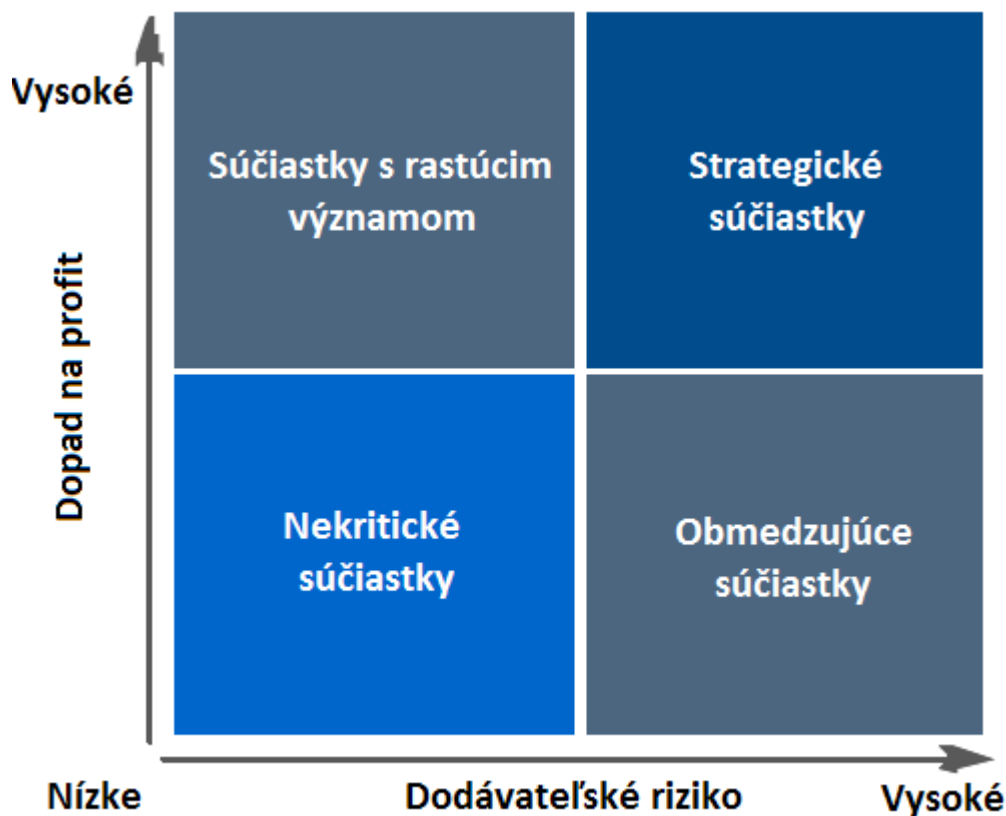 Vysoké
Súčiastky s rastúcim
významom
Strategické
súčiastky
Dopad na profit
Nekritické
súčiastky
Obmedzujúce
súčiastky
Nízke
Dodávateľské riziko
Vysoké